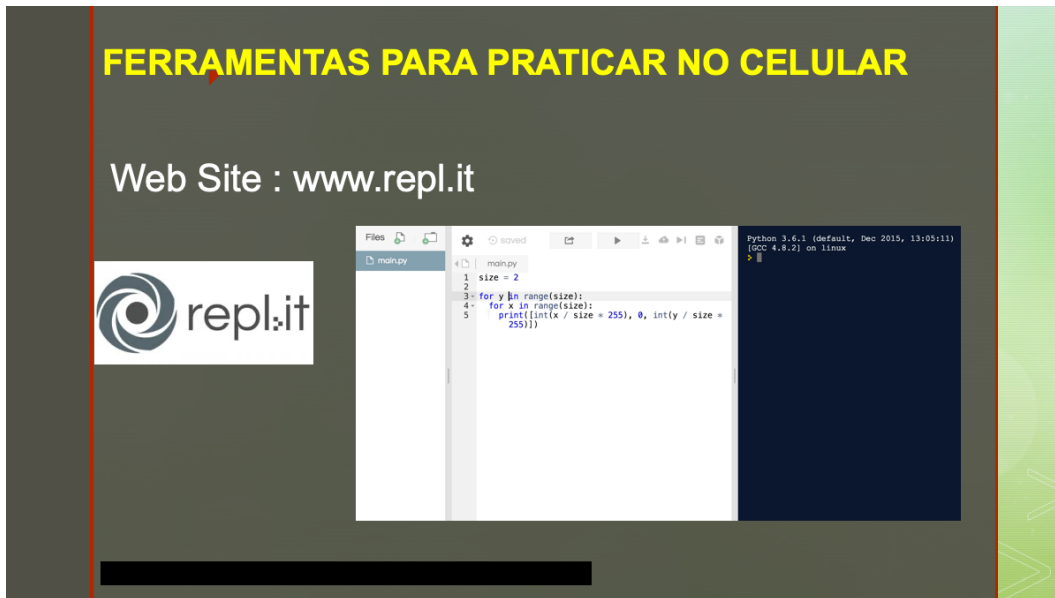 FERRAMENTAS PARA PRATICAR NO CELULAR
Web Site : www.repl.it
repl.it
Files
saved
main.py
main.py
1 size = 2
2
3 for y in range(size):
4 for x in range(size):
5 print([int(x / size * 255), 0, int(y / size *
255)])
Python 3.6.1 (default, Dec 2015, 13:05:11)
[GCC 4.8.2] on linux